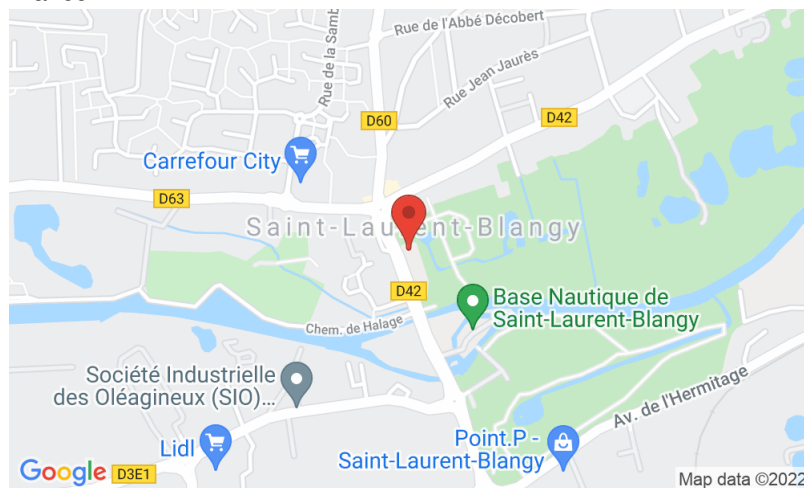 Rue de l'Abbé Décobert
Rue de la Samb
Rue Jean Jaurès
D60
D42
Carrefour City
D63
Saint-Laurent-Blangy
D42
Base Nautique de
Saint-Laurent-Blangy
Chem. de Halage
Société Industrielle
des Oléagineux (SIO)...
Av. de l'Hermitage
Lidl
Point.P -
Saint-Laurent-Blangy
Google
D3E1
Map data ©2022